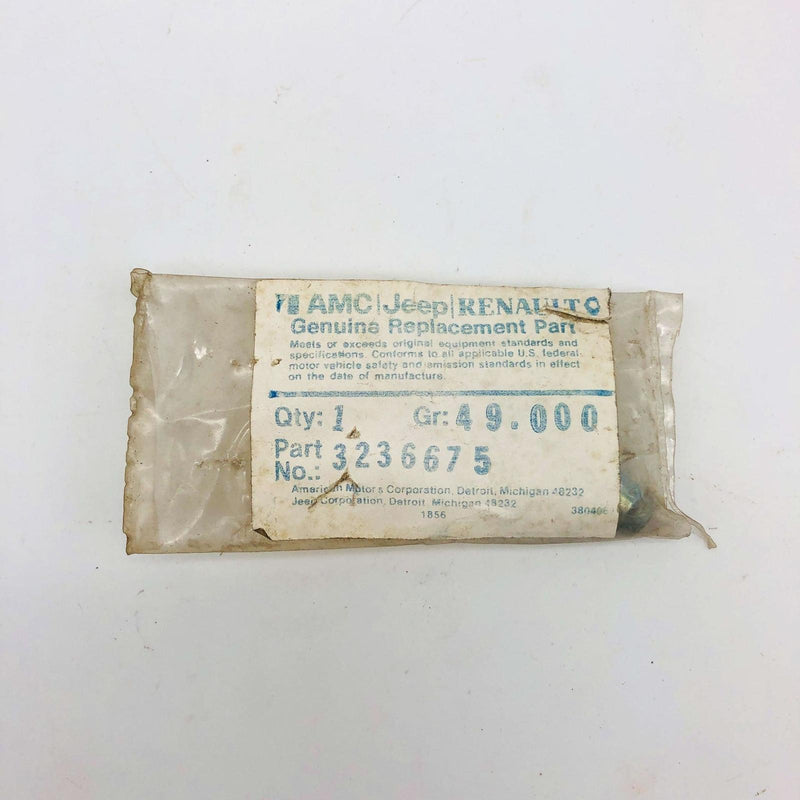 AMC|Jeep|RENAULT
Genuine Replacement Part
Meets or exceeds original equipment standards and
specifications. Conforms to all applicable U.S. federal
motor vehicle safety and emission standards in effect
on the date of manufacture.
Qty: 1 Gr: 49.000
Part
No.: 3236675
American Motors Corporation, Detroit, Michigan 48232
Jeep Corporation, Detroit, Michigan 48232
1856